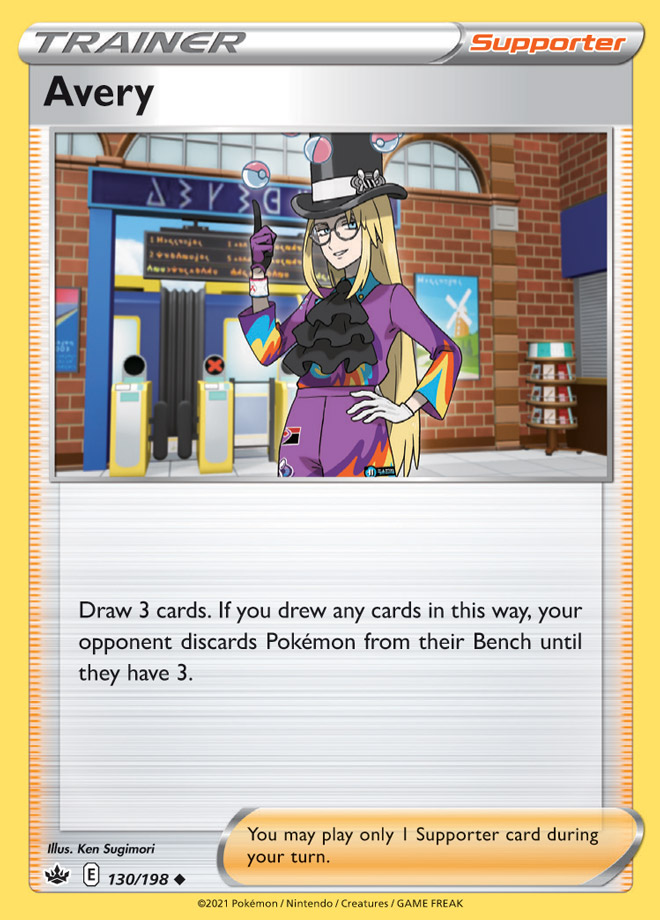 TRAINER
Supporter
Avery
Draw 3 cards. If you drew any cards in this way, your
opponent discards Pokémon from their Bench until
they have 3.
You may play only 1 Supporter card during
your turn.
Illus. Ken Sugimori
E 130/198 ◆
©2021 Pokémon / Nintendo / Creatures / GAME FREAK